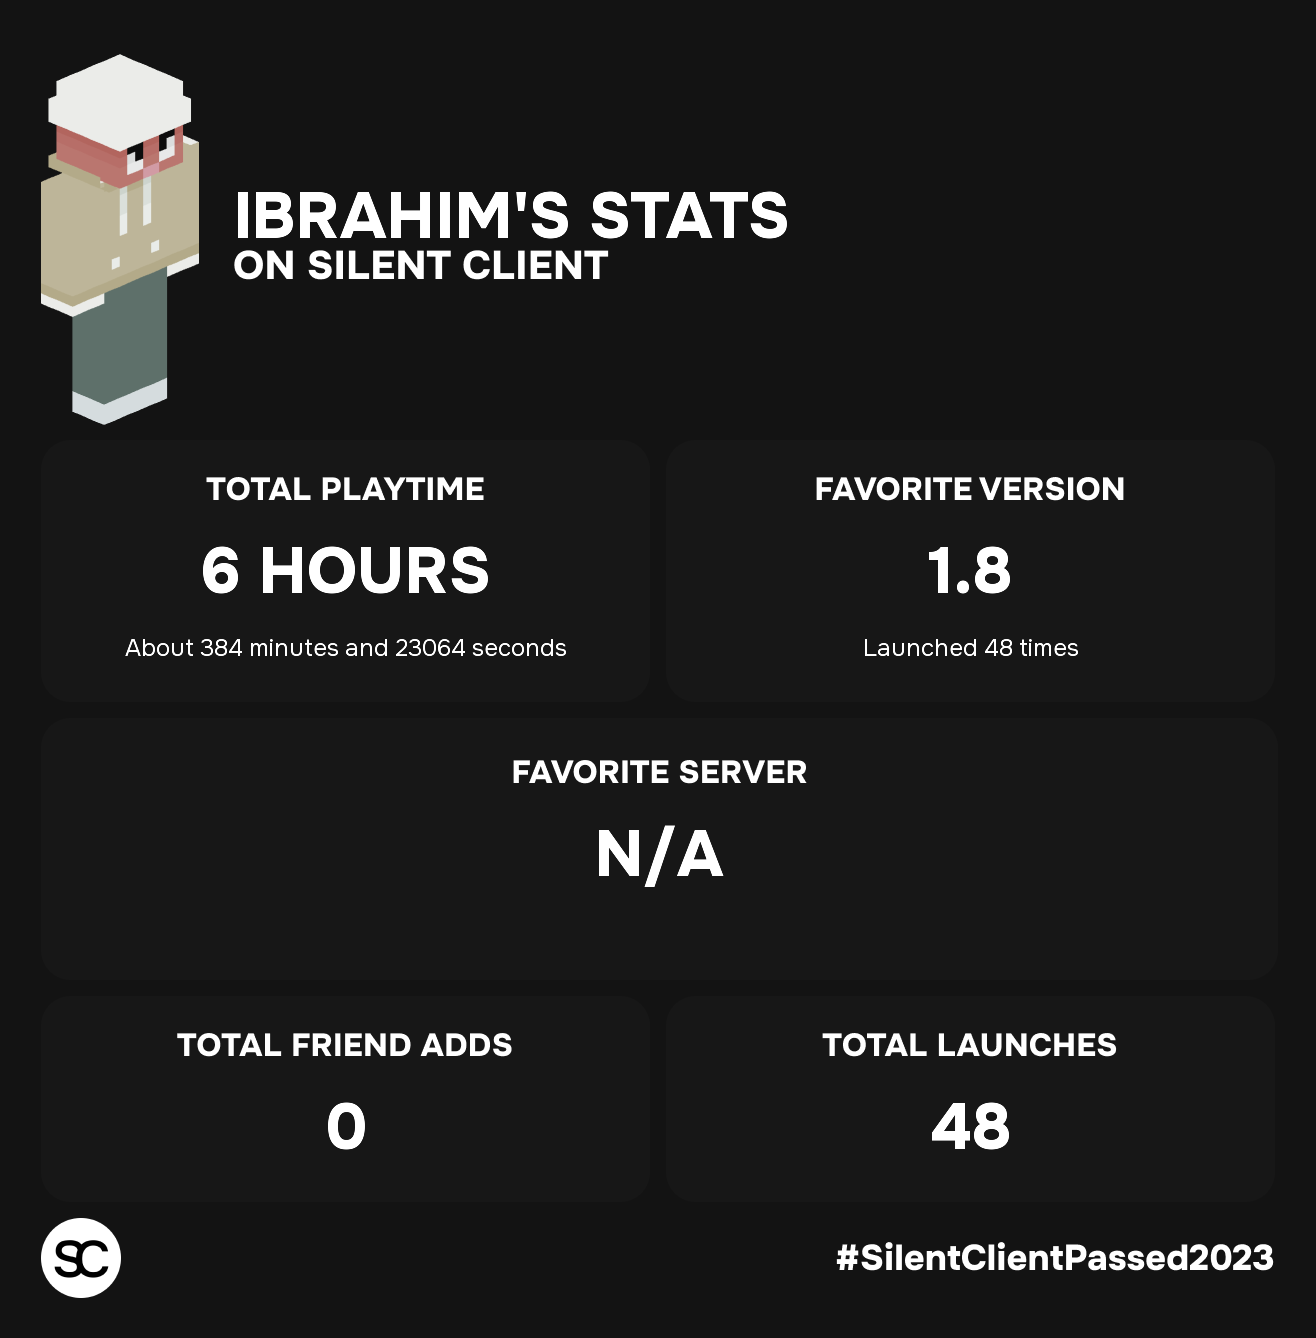 IBRAHIM'S STATS
ON SILENT CLIENT
TOTAL PLAYTIME
6 HOURS
About 384 minutes and 23064 seconds
FAVORITE VERSION
1.8
Launched 48 times
FAVORITE SERVER
N/A
TOTAL FRIEND ADDS
0
TOTAL LAUNCHES
48
SC
#SilentClientPassed2023